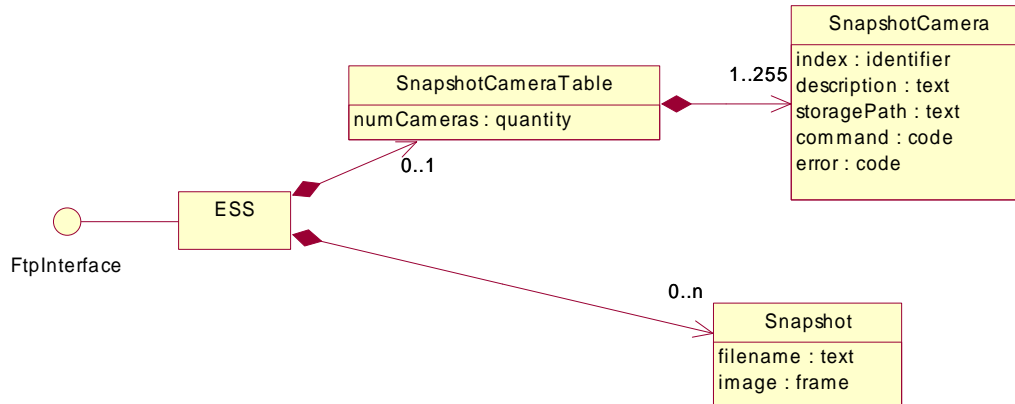 SnapshotCamera
index : identifier
description : text
storagePath : text
command : code
error : code
1..255
SnapshotCameraTable
numCameras : quantity
0..1
ESS
FtpInterface
0..n
Snapshot
filename : text
image : frame